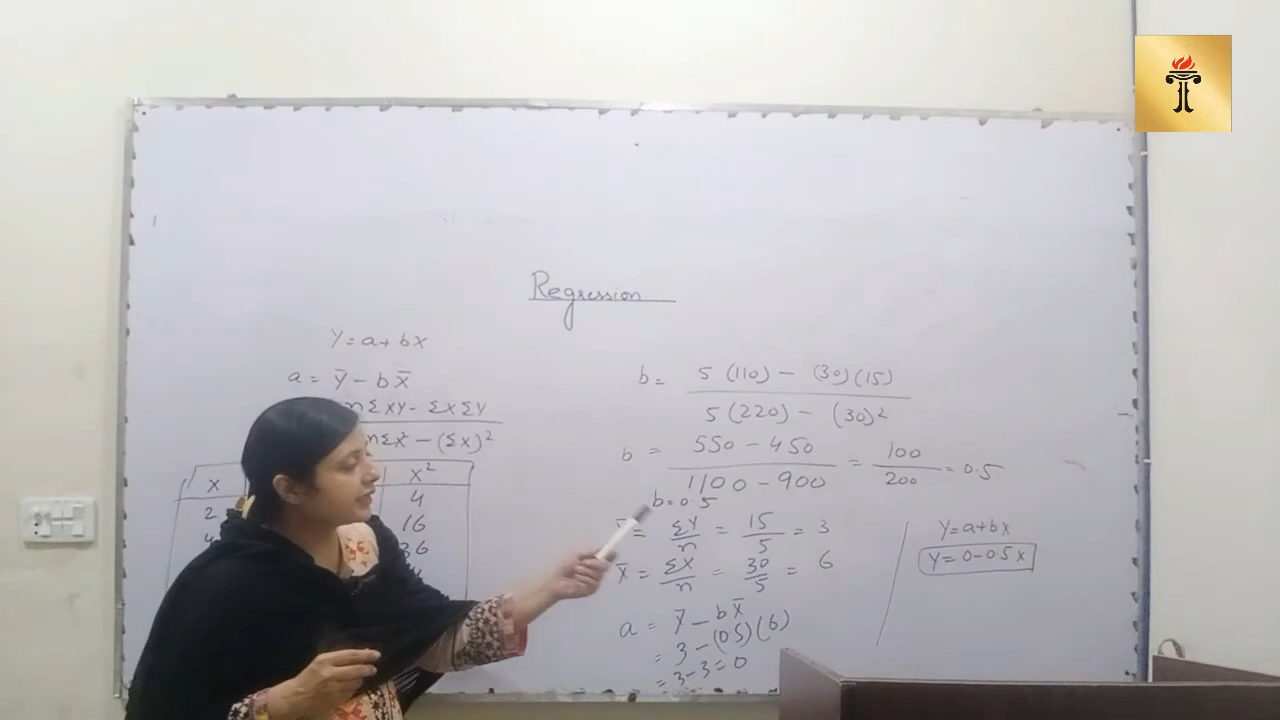 Regression
Y = a + bX
a = Ȳ - b X̄
nΣXY - ΣXΣY
nΣX² - (ΣX)²
X X²
2 4
4 16
36
b = 5 (110) - (30)(15)
5 (220) - (30)²
b = 550 - 450 = 100 = 0.5
1100 - 900 200
b = 0.5
= ΣY = 15 = 3
n 5
X̄ = ΣX = 30 = 6
n 5
a = Ȳ - b X̄
= 3 - (0.5)(6)
= 3 - 3 = 0
Y = a + bX
Y = 0 - 0.5 X